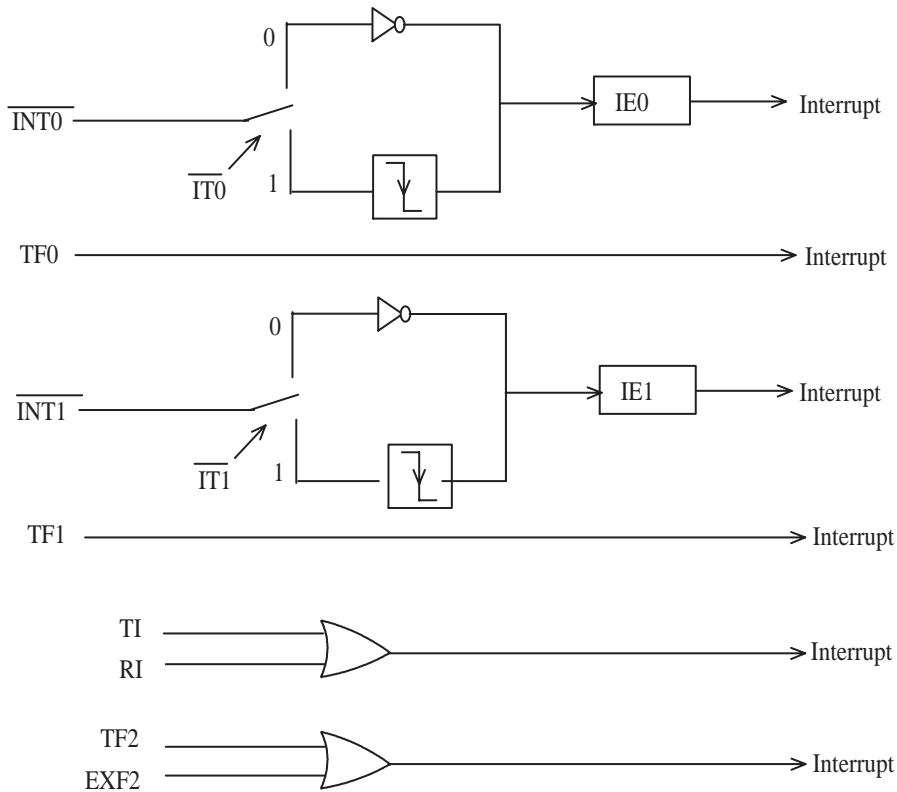 0
INT0
IE0
Interrupt
IT0
1
TF0
Interrupt
0
INT1
IE1
Interrupt
IT1
1
TF1
Interrupt
TI
RI
Interrupt
TF2
EXF2
Interrupt